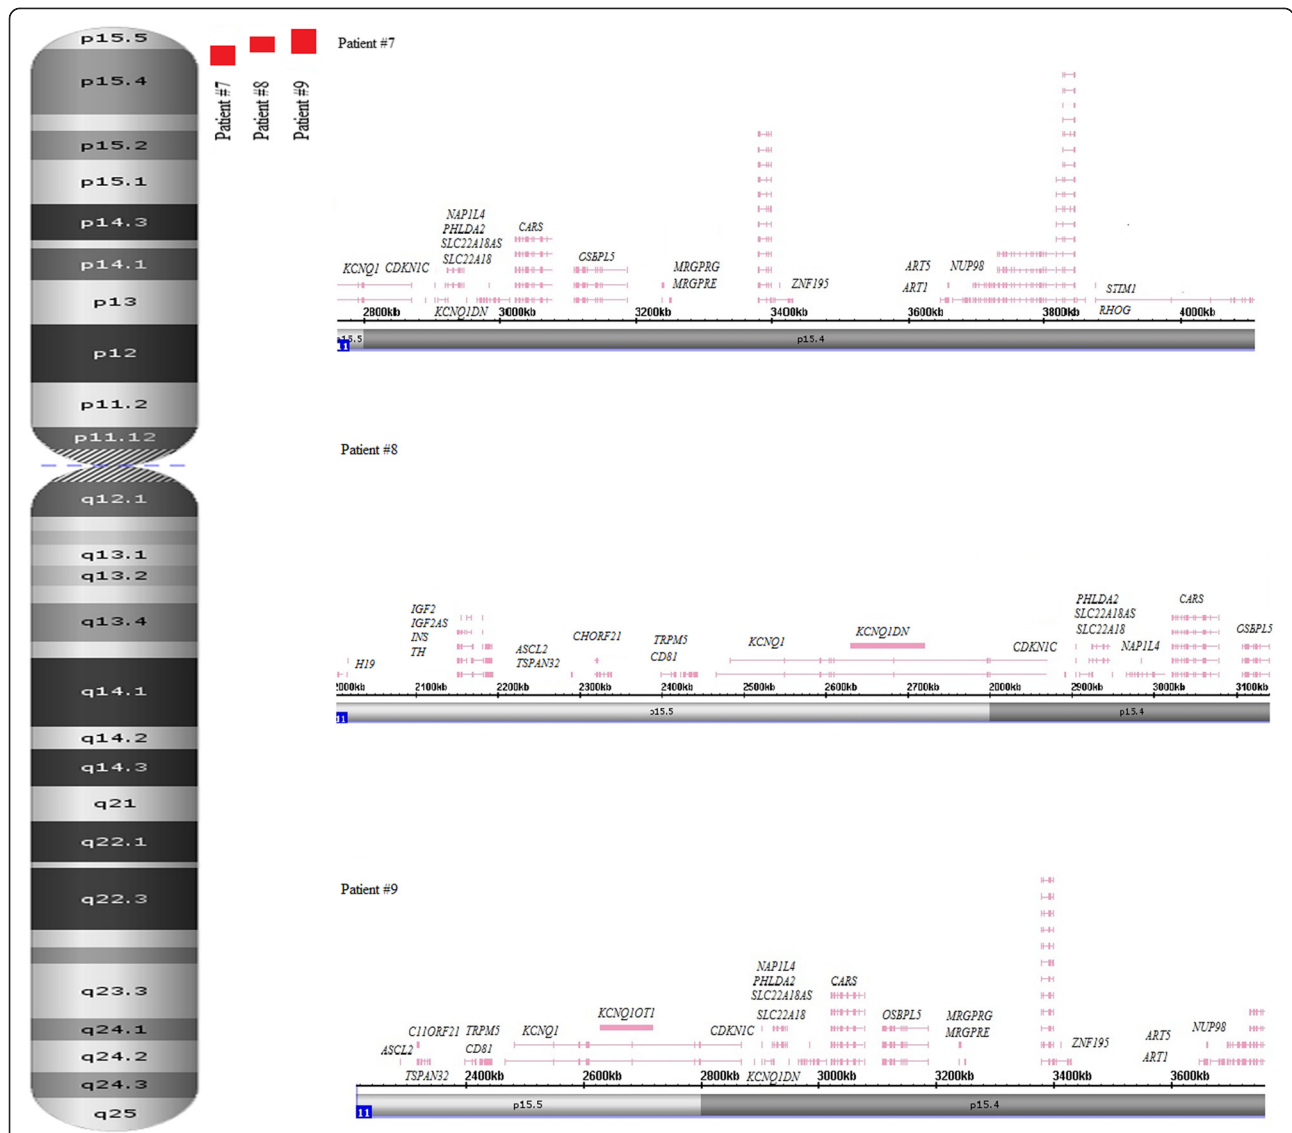 p15.5
p15.4
p15.2
p15.1
p14.3
p14.1
p13
p12
p11.2
p11.12
q12.1
q13.1
q13.2
q13.4
q14.1
q14.2
q14.3
q21
q22.1
q22.3
q23.3
q24.1
q24.2
q24.3
q25
Patient #7
Patient #8
Patient #9
Patient #7
NAP1L4
PHLDA2
SLC22A18AS
SLC22A18
CARS
KCNQ1 CDKN1C
OSBPL5
MRGPRG
MRGPRE
ZNF195
ART5
ART1
NUP98
STIM1
RHOG
KCNQ1DN
2800kb 3000kb 3200kb 3400kb 3600kb 3800kb 4000kb
p15.4
Patient #8
H19
IGF2
IGF2AS
INS
TH
ASCL2
TSPAN32
CHORF21
TRPM5
CD81
KCNQ1
KCNQ1DN
CDKN1C
PHLDA2
SLC22A18AS
SLC22A18
NAP1L4
CARS
GSBPL5
2000kb 2100kb 2200kb 2300kb 2400kb 2500kb 2600kb 2700kb 2000kb 2900kb 3000kb 3100kb
11
p15.4
Patient #9
ASCL2
C11ORF21
TSPAN32
TRPM5
CD81
KCNQ1
KCNQ1OT1
CDKN1C
NAP1L4
PHLDA2
SLC22A18AS
SLC22A18
KCNQ1DN
CARS
OSBPL5
MRGPRG
MRGPRE
ZNF195
ART5
ART1
NUP98
2400kb 2600kb 2800kb 3000kb 3200kb 3400kb 3600kb
11
p15.5
p15.4